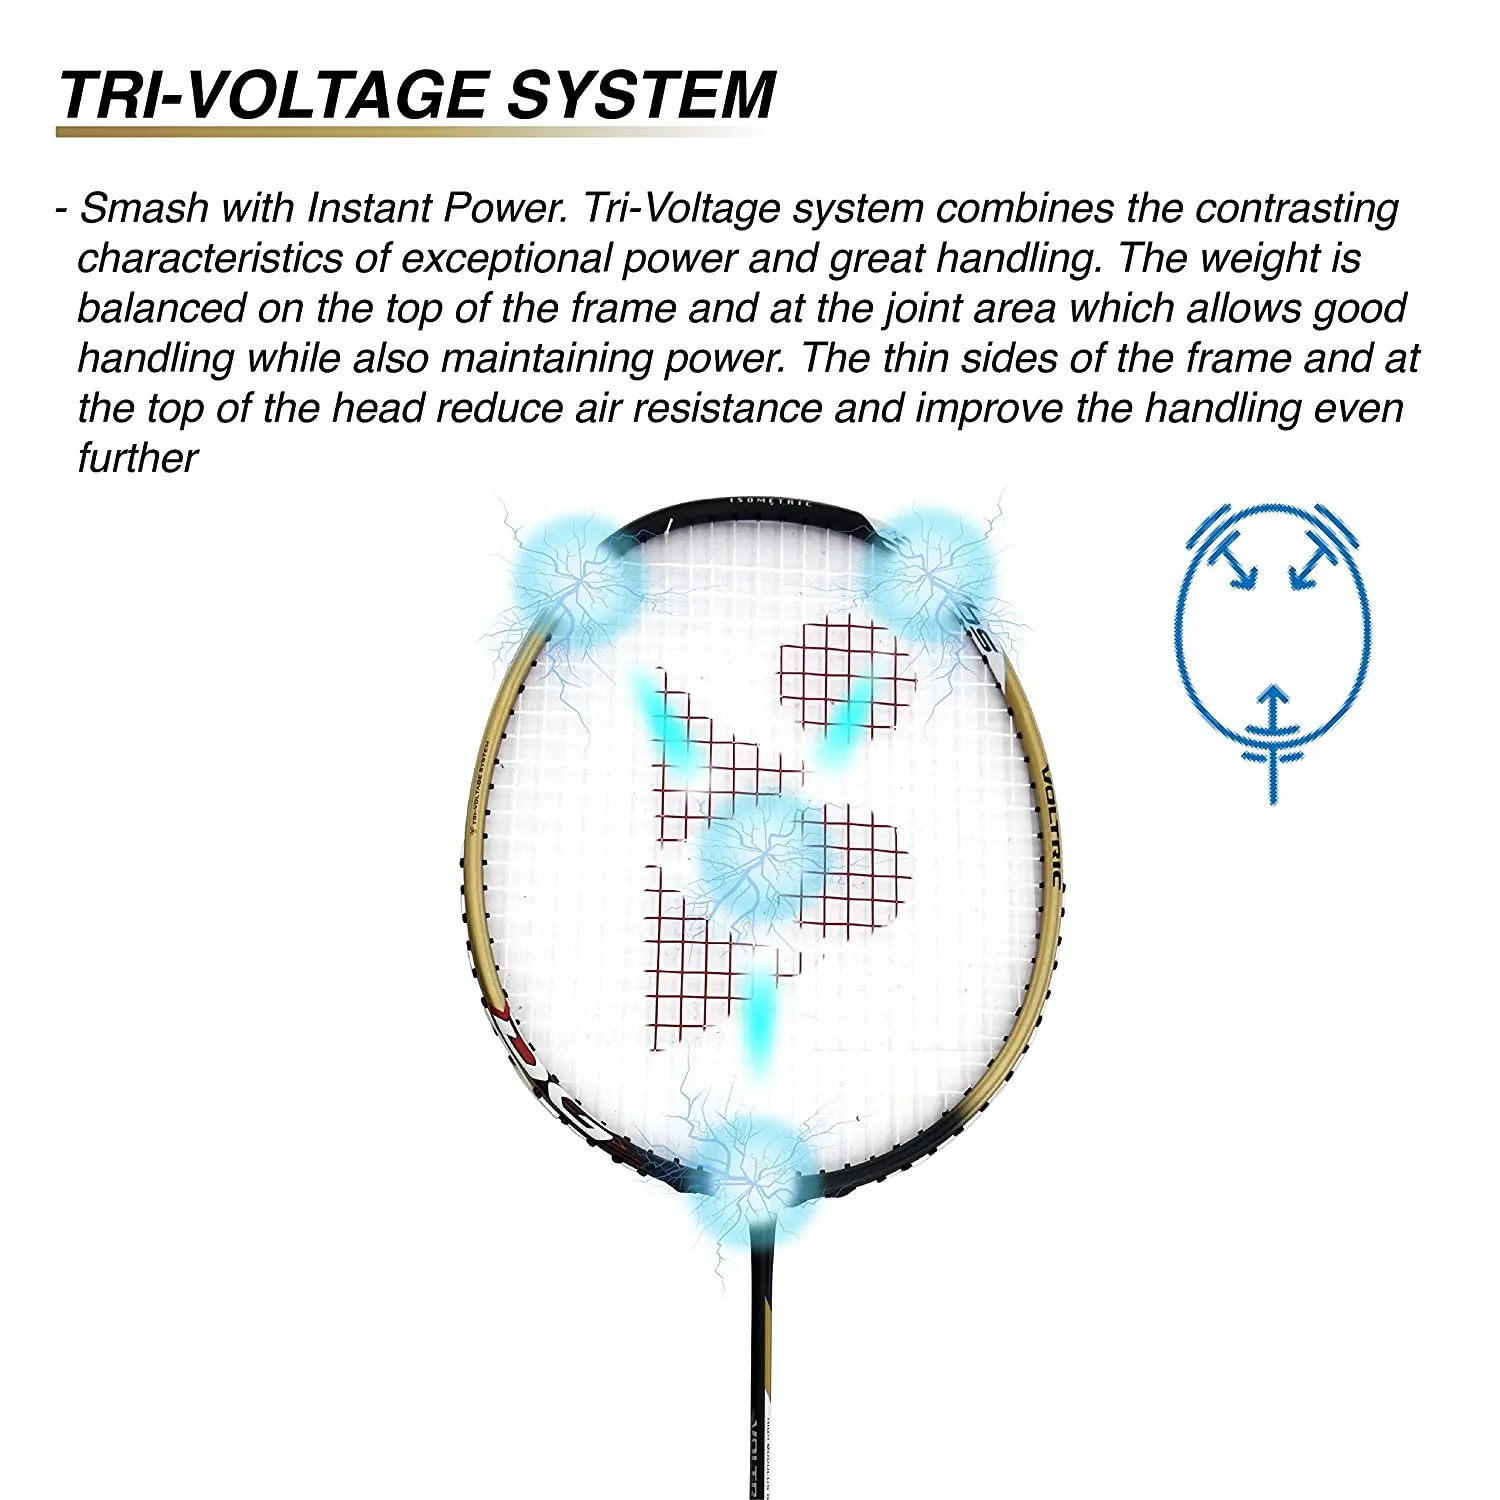 TRI-VOLTAGE SYSTEM
- Smash with Instant Power. Tri-Voltage system combines the contrasting
characteristics of exceptional power and great handling. The weight is
balanced on the top of the frame and at the joint area which allows good
handling while also maintaining power. The thin sides of the frame and at
the top of the head reduce air resistance and improve the handling even
further
ISOMETRIC
TRI-VOLTAGE SYSTEM
VOLTRIC
VOLTR